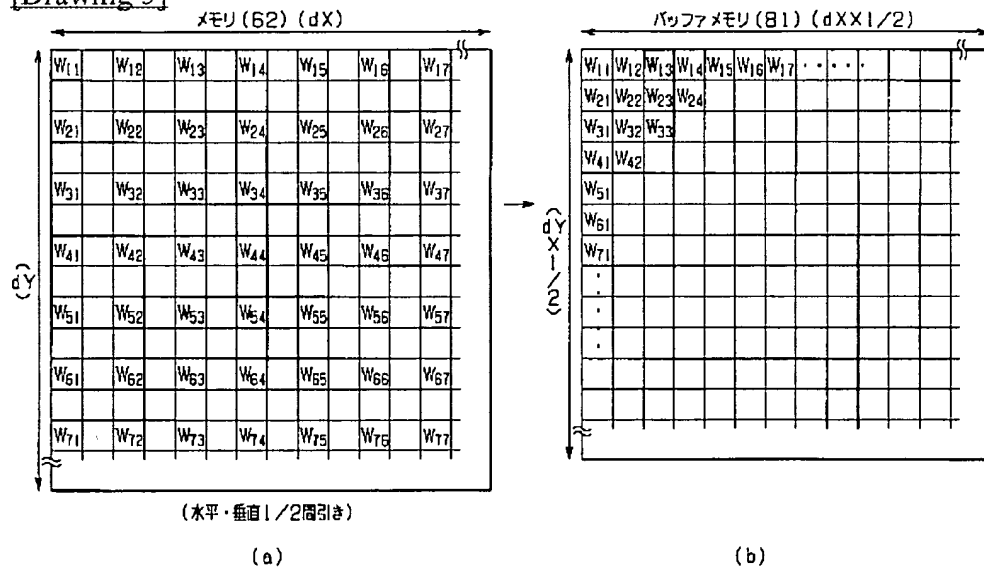 [Drawing 9]
メモリ(62) (dX)
バッファメモリ(81) (dX×1/2)
W11 W12 W13 W14 W15 W16 W17
W21 W22 W23 W24 W25 W26 W27
W31 W32 W33 W34 W35 W36 W37
W41 W42 W43 W44 W45 W46 W47
W51 W52 W53 W54 W55 W56 W57
W61 W62 W63 W64 W65 W66 W67
W71 W72 W73 W74 W75 W76 W77
(dY)
(水平・垂直1/2間引き)
(a)
W11 W12 W13 W14 W15 W16 W17 ・・・・・
W21 W22 W23 W24
W31 W32 W33
W41 W42
W51
W61
W71
(dY×1/2)
(b)